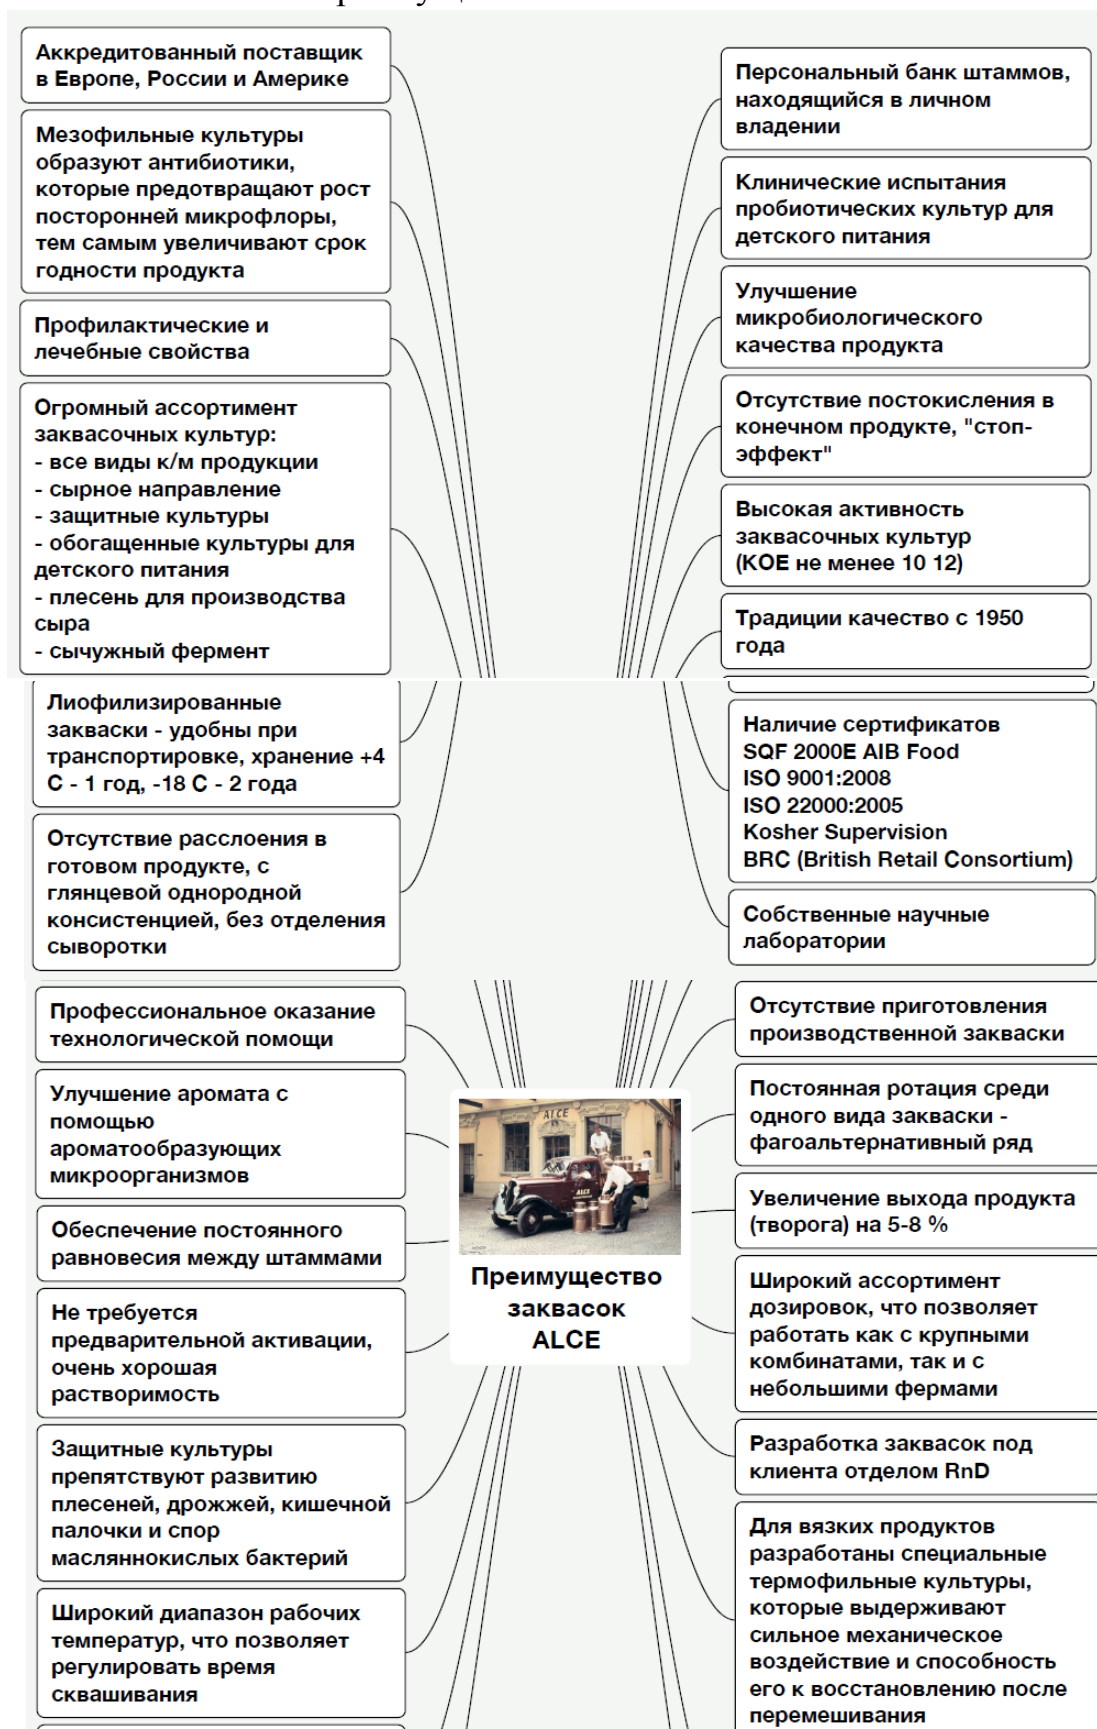 Аккредитованный поставщик
в Европе, России и Америке
Мезофильные культуры
образуют антибиотики,
которые предотвращают рост
посторонней микрофлоры,
тем самым увеличивают срок
годности продукта
Профилактические и
лечебные свойства
Огромный ассортимент
заквасочных культур:
- все виды к/м продукции
- сырное направление
- защитные культуры
- обогащенные культуры для
детского питания
- плесень для производства
сыра
- сычужный фермент
Персональный банк штаммов,
находящийся в личном
владении
Клинические испытания
пробиотических культур для
детского питания
Улучшение
микробиологического
качества продукта
Отсутствие постокисления в
конечном продукте, "стоп-
эффект"
Высокая активность
заквасочных культур
(КОЕ не менее 10 12)
Традиции качество с 1950
года
Лиофилизированные
закваски - удобны при
транспортировке, хранение +4
С - 1 год, -18 С - 2 года
Отсутствие расслоения в
готовом продукте, с
глянцевой однородной
консистенцией, без отделения
сыворотки
Наличие сертификатов
SQF 2000E AIB Food
ISO 9001:2008
ISO 22000:2005
Kosher Supervision
BRC (British Retail Consortium)
Собственные научные
лаборатории
Профессиональное оказание
технологической помощи
Улучшение аромата с
помощью
ароматообразующих
микроорганизмов
Обеспечение постоянного
равновесия между штаммами
Не требуется
предварительной активации,
очень хорошая
растворимость
Защитные культуры
препятствуют развитию
плесеней, дрожжей, кишечной
палочки и спор
масляннокислых бактерий
Широкий диапазон рабочих
температур, что позволяет
регулировать время
сквашивания
ALCE
ALCE
Преимущество
заквасок
ALCE
Отсутствие приготовления
производственной закваски
Постоянная ротация среди
одного вида закваски -
фагоальтернативный ряд
Увеличение выхода продукта
(творога) на 5-8 %
Широкий ассортимент
дозировок, что позволяет
работать как с крупными
комбинатами, так и с
небольшими фермами
Разработка заквасок под
клиента отделом RnD
Для вязких продуктов
разработаны специальные
термофильные культуры,
которые выдерживают
сильное механическое
воздействие и способность
его к восстановлению после
перемешивания